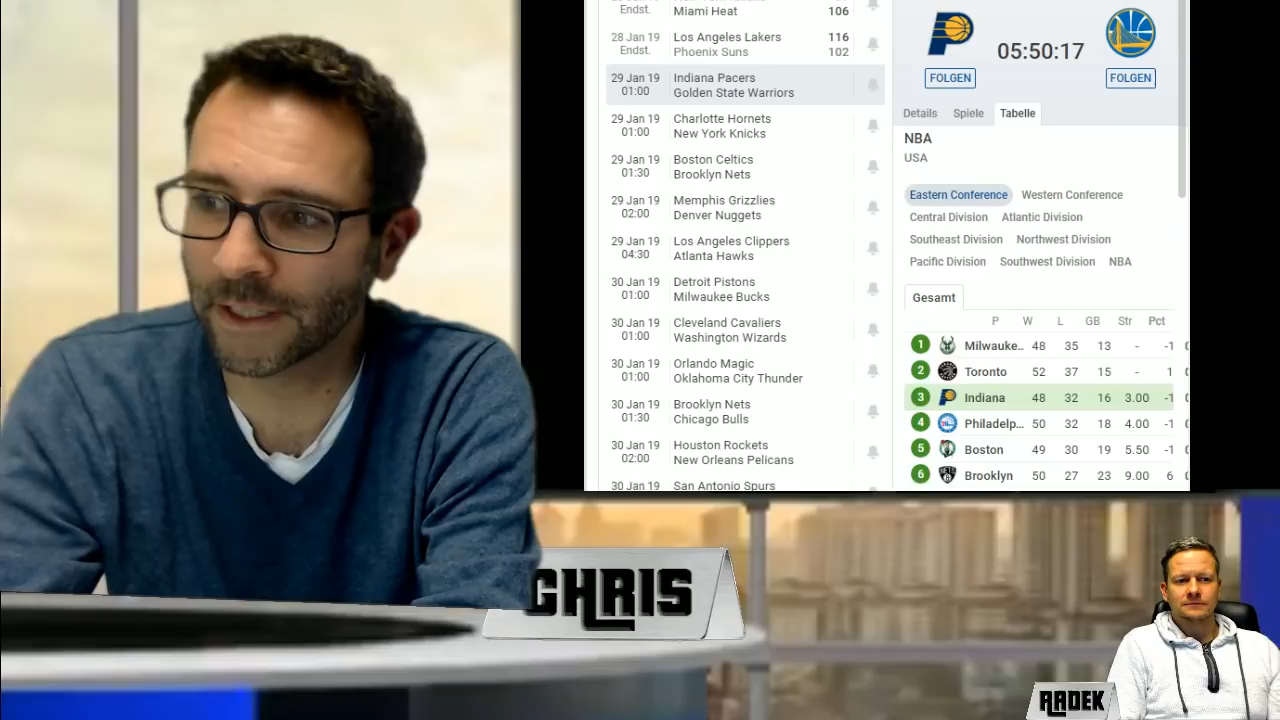 Endst.
Miami Heat
106
28 Jan 19
Endst.
Los Angeles Lakers
Phoenix Suns
116
102
29 Jan 19
01:00
Indiana Pacers
Golden State Warriors
29 Jan 19
01:00
Charlotte Hornets
New York Knicks
29 Jan 19
01:30
Boston Celtics
Brooklyn Nets
29 Jan 19
02:00
Memphis Grizzlies
Denver Nuggets
29 Jan 19
04:30
Los Angeles Clippers
Atlanta Hawks
30 Jan 19
01:00
Detroit Pistons
Milwaukee Bucks
30 Jan 19
01:00
Cleveland Cavaliers
Washington Wizards
30 Jan 19
01:00
Orlando Magic
Oklahoma City Thunder
30 Jan 19
01:30
Brooklyn Nets
Chicago Bulls
30 Jan 19
02:00
Houston Rockets
New Orleans Pelicans
30 Jan 19
San Antonio Spurs
05:50:17
FOLGEN FOLGEN
Details Spiele Tabelle
NBA
USA
Eastern Conference Western Conference
Central Division Atlantic Division
Southeast Division Northwest Division
Pacific Division Southwest Division NBA
Gesamt
P W L GB Str Pct
1 Milwauke.. 48 35 13 - -1
2 Toronto 52 37 15 - 1
3 Indiana 48 32 16 3.00 -1
4 Philadelp... 50 32 18 4.00 -1
5 Boston 49 30 19 5.50 -1
6 Brooklyn 50 27 23 9.00 6
CHRIS
RADEK